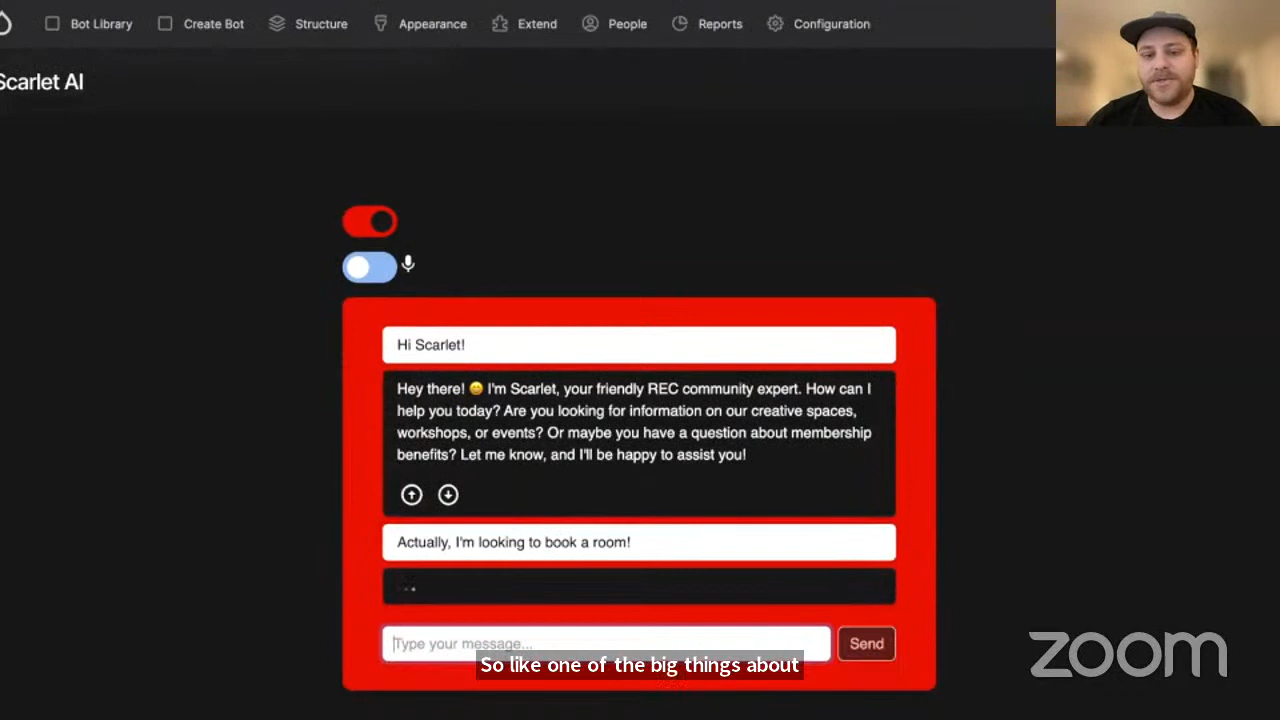 Bot Library Create Bot Structure Appearance Extend People Reports Configuration
Scarlet AI
Hi Scarlet!
Hey there! 😊 I'm Scarlet, your friendly REC community expert. How can I
help you today? Are you looking for information on our creative spaces,
workshops, or events? Or maybe you have a question about membership
benefits? Let me know, and I'll be happy to assist you!
Actually, I'm looking to book a room!
Type your message... Send
So like one of the big things about
zoom